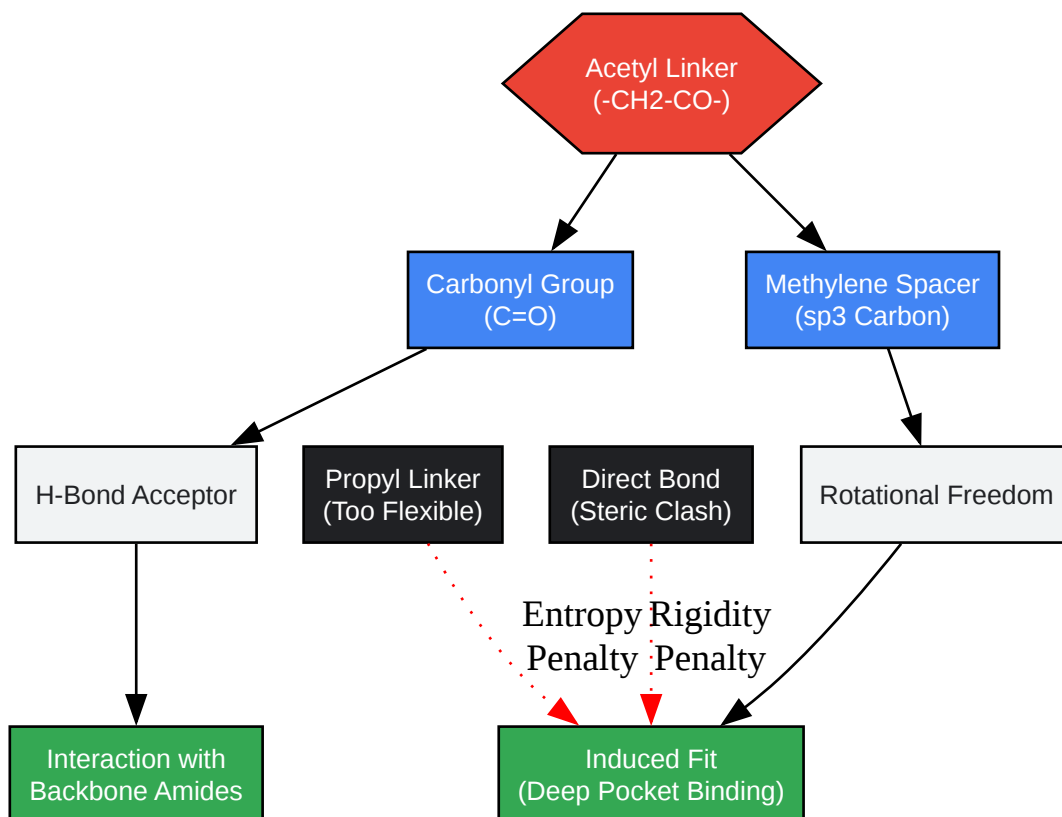 Acetyl Linker
(-CH2-CO-)
Carbonyl Group
(C=O)
Methylene Spacer
(sp3 Carbon)
H-Bond Acceptor
Propyl Linker
(Too Flexible)
Direct Bond
(Steric Clash)
Rotational Freedom
Entropy
Penalty
Rigidity
Penalty
Interaction with
Backbone Amides
Induced Fit
(Deep Pocket Binding)